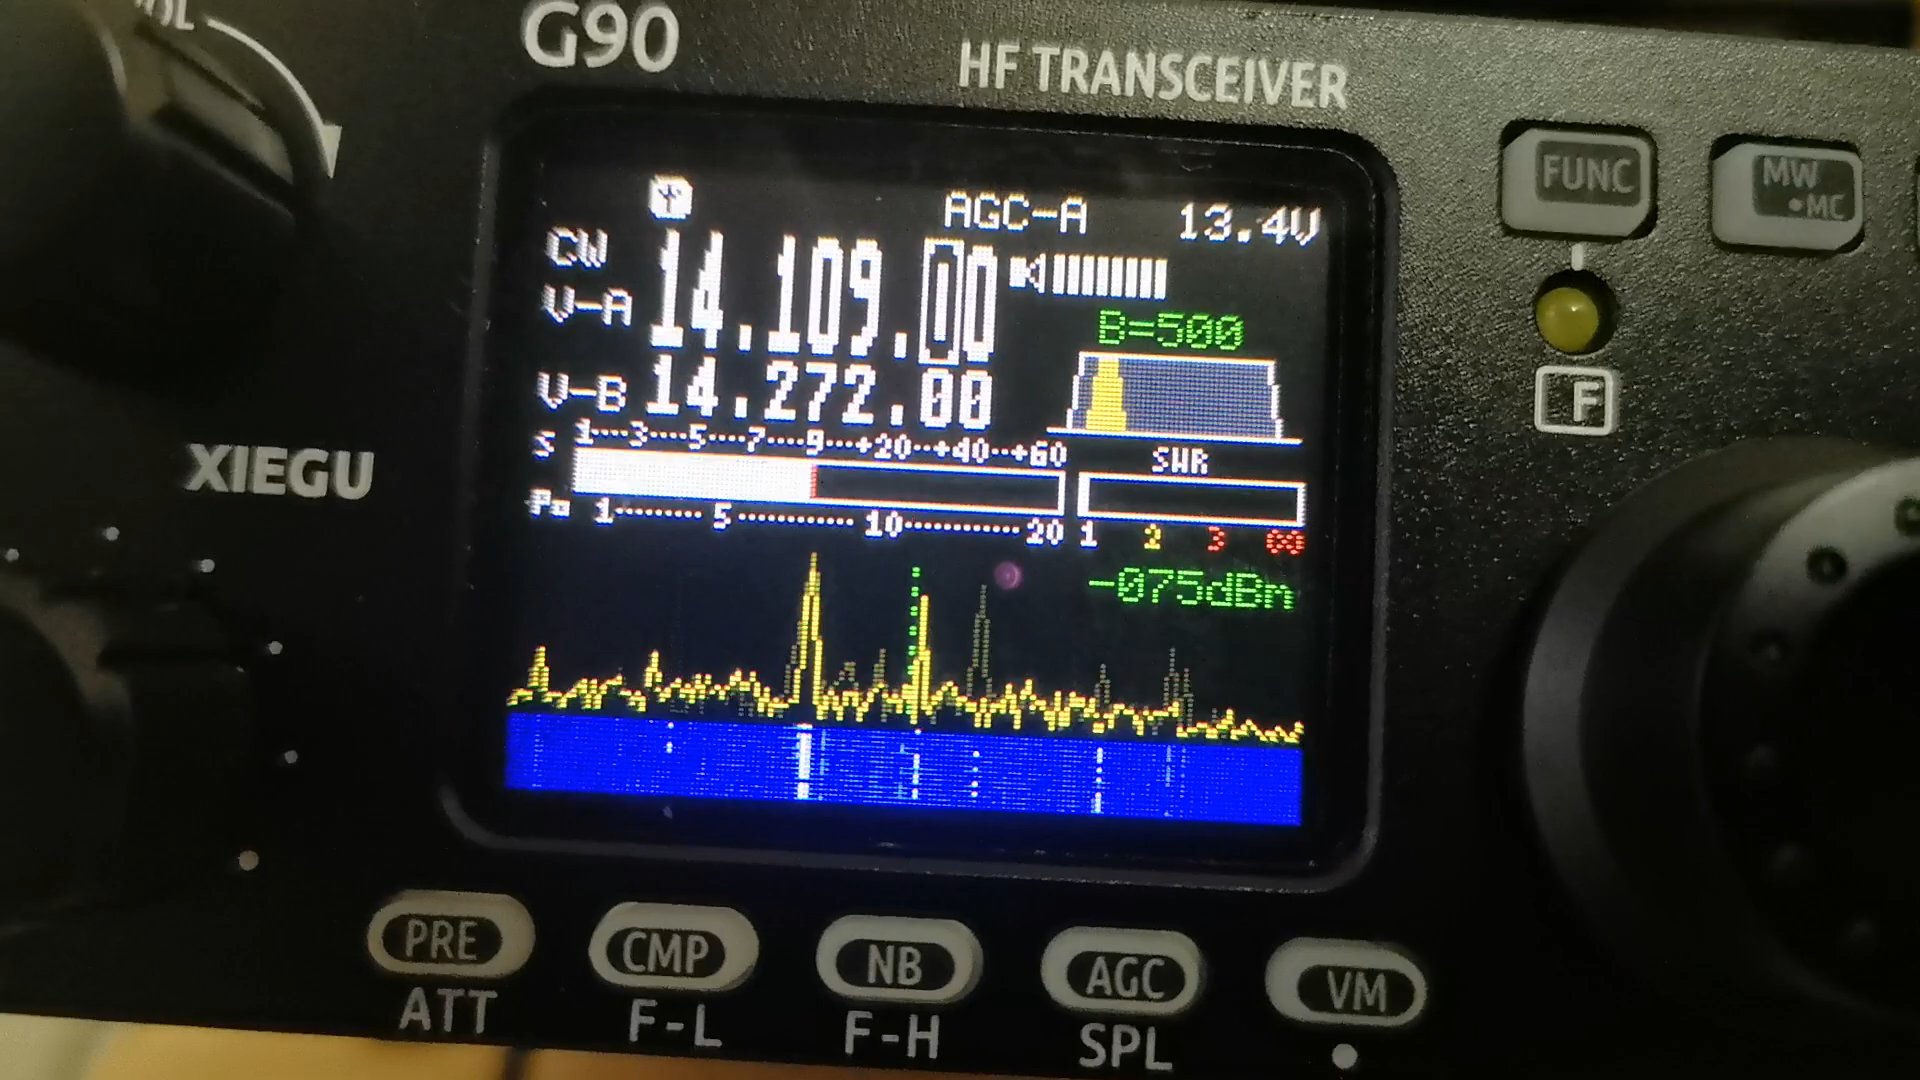 OL
G90
HF TRANSCEIVER
FUNC
MW
•MC
AGC-A 13.4V
CW
V-A 14.109.00
B=500
V-B 14.272.00
S 1····3····5····7····9···+20··+40··+60
SWR
Po 1········5···········10···········20
1 2 3 ∞
-075dBm
F
XIEGU
PRE CMP NB AGC VM
ATT F-L F-H SPL •